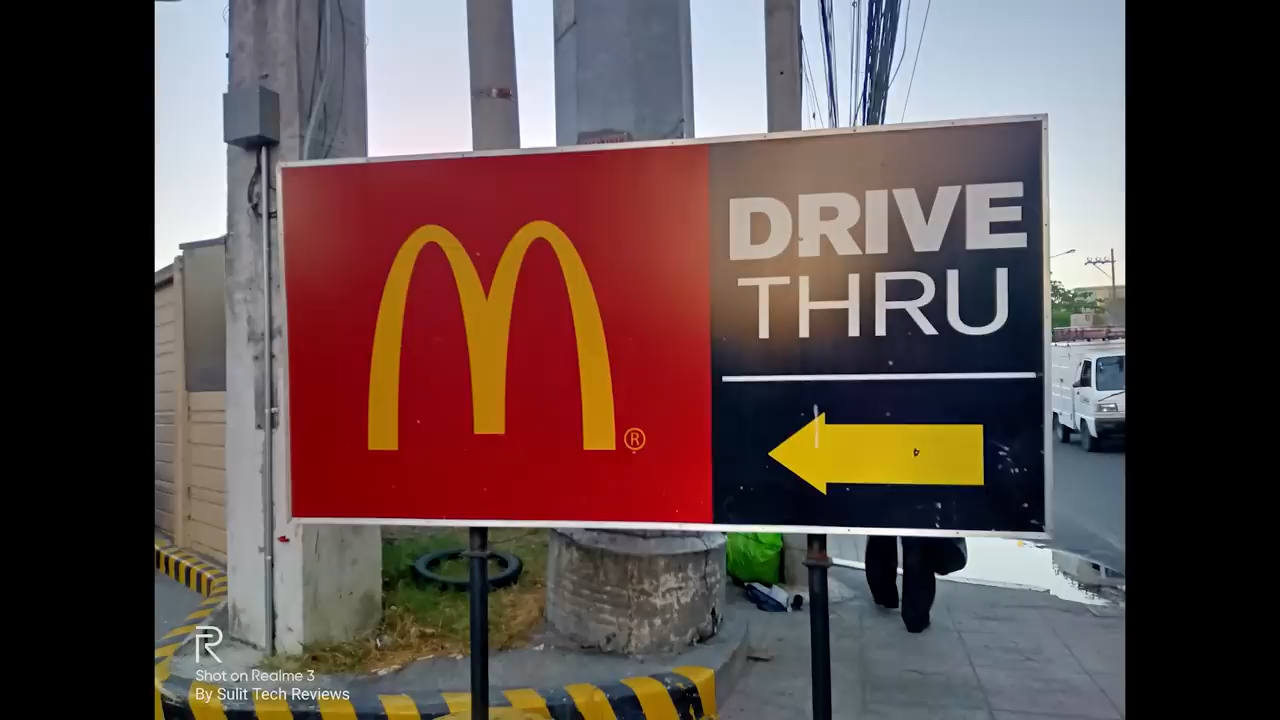 DRIVE
THRU
®
R
Shot on Realme 3
By Sulit Tech Reviews